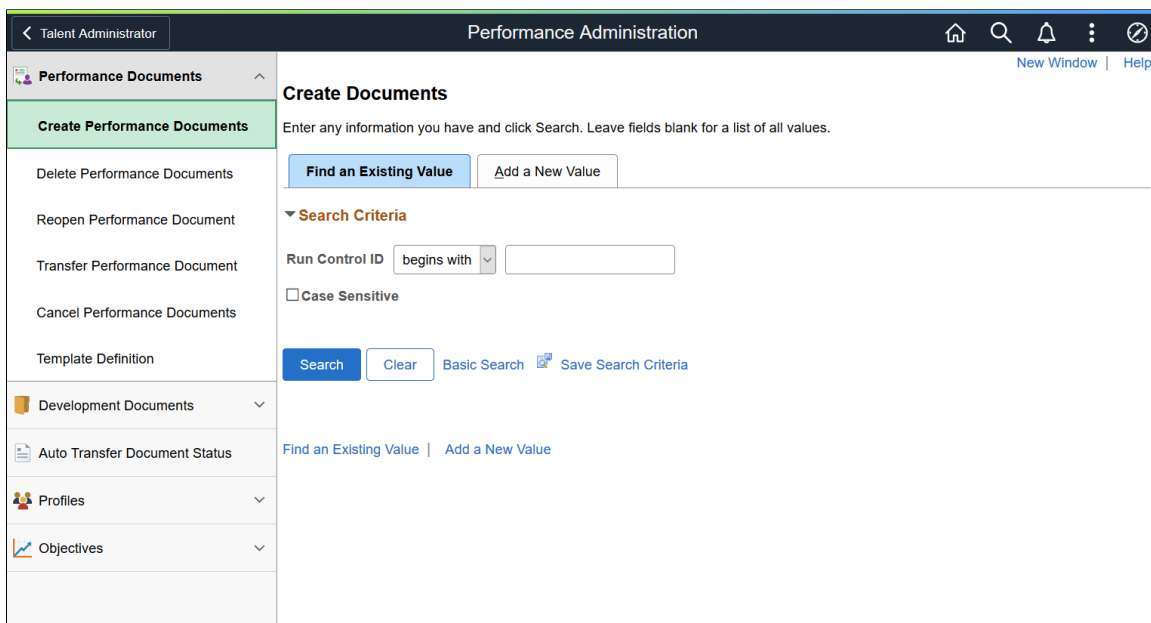 Talent Administrator
Performance Administration
New Window | Help
Performance Documents
Create Performance Documents
Delete Performance Documents
Reopen Performance Document
Transfer Performance Document
Cancel Performance Documents
Template Definition
Development Documents
Auto Transfer Document Status
Profiles
Objectives
Create Documents
Enter any information you have and click Search. Leave fields blank for a list of all values.
Find an Existing Value Add a New Value
Search Criteria
Run Control ID begins with
Case Sensitive
Search Clear Basic Search Save Search Criteria
Find an Existing Value | Add a New Value